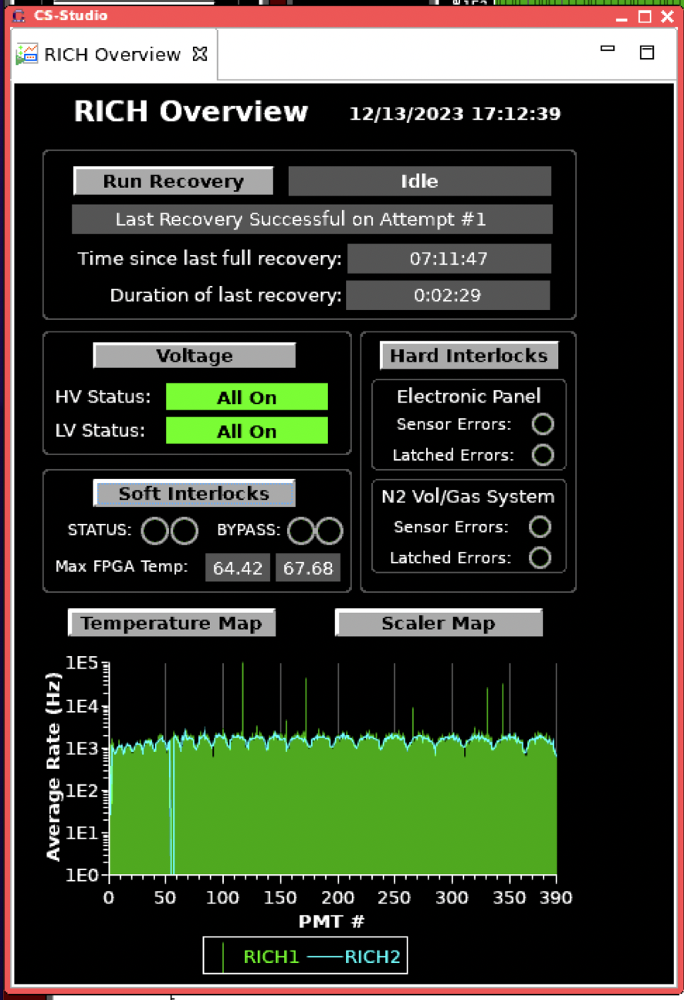 CS-Studio
RICH Overview
RICH Overview 12/13/2023 17:12:39
Run Recovery Idle
Last Recovery Successful on Attempt #1
Time since last full recovery: 07:11:47
Duration of last recovery: 0:02:29
Voltage
HV Status: All On
LV Status: All On
Hard Interlocks
Electronic Panel
Sensor Errors:
Latched Errors:
N2 Vol/Gas System
Sensor Errors:
Latched Errors:
Soft Interlocks
STATUS: BYPASS:
Max FPGA Temp: 64.42 67.68
Temperature Map Scaler Map
Average Rate (Hz)
1E5
1E4
1E3
1E2
1E1
1E0
0 50 100 150 200 250 300 350 390
PMT #
RICH1 RICH2